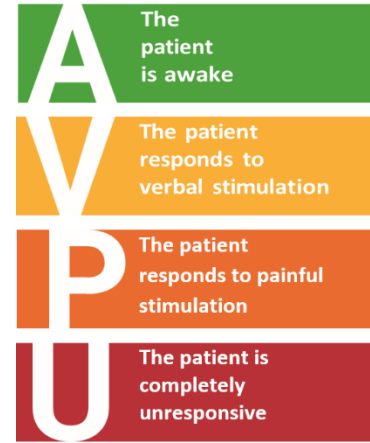 A
The
patient
is awake
V
The patient
responds to
verbal stimulation
P
The patient
responds to painful
stimulation
U
The patient is
completely
unresponsive